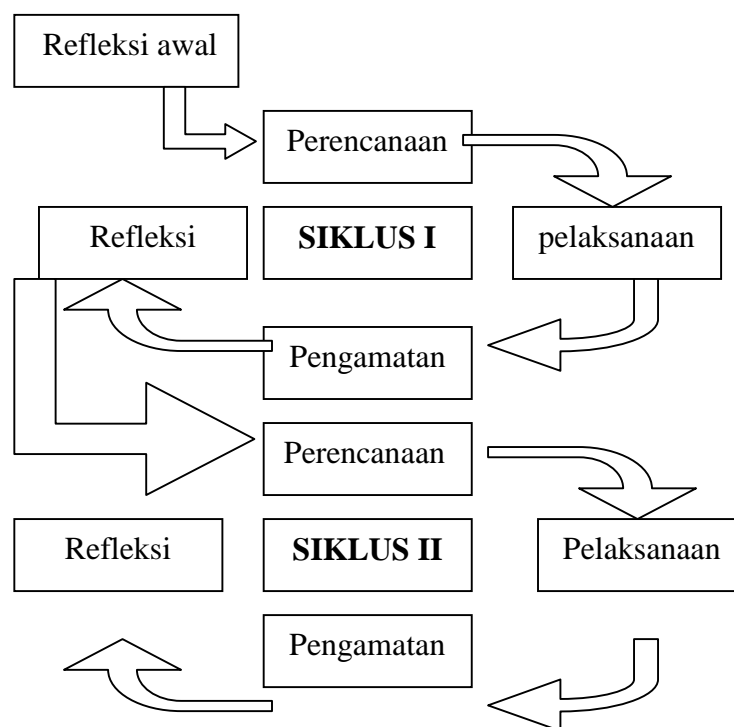 Refleksi awal
Perencanaan
Refleksi SIKLUS I pelaksanaan
Pengamatan
Perencanaan
Refleksi SIKLUS II Pelaksanaan
Pengamatan